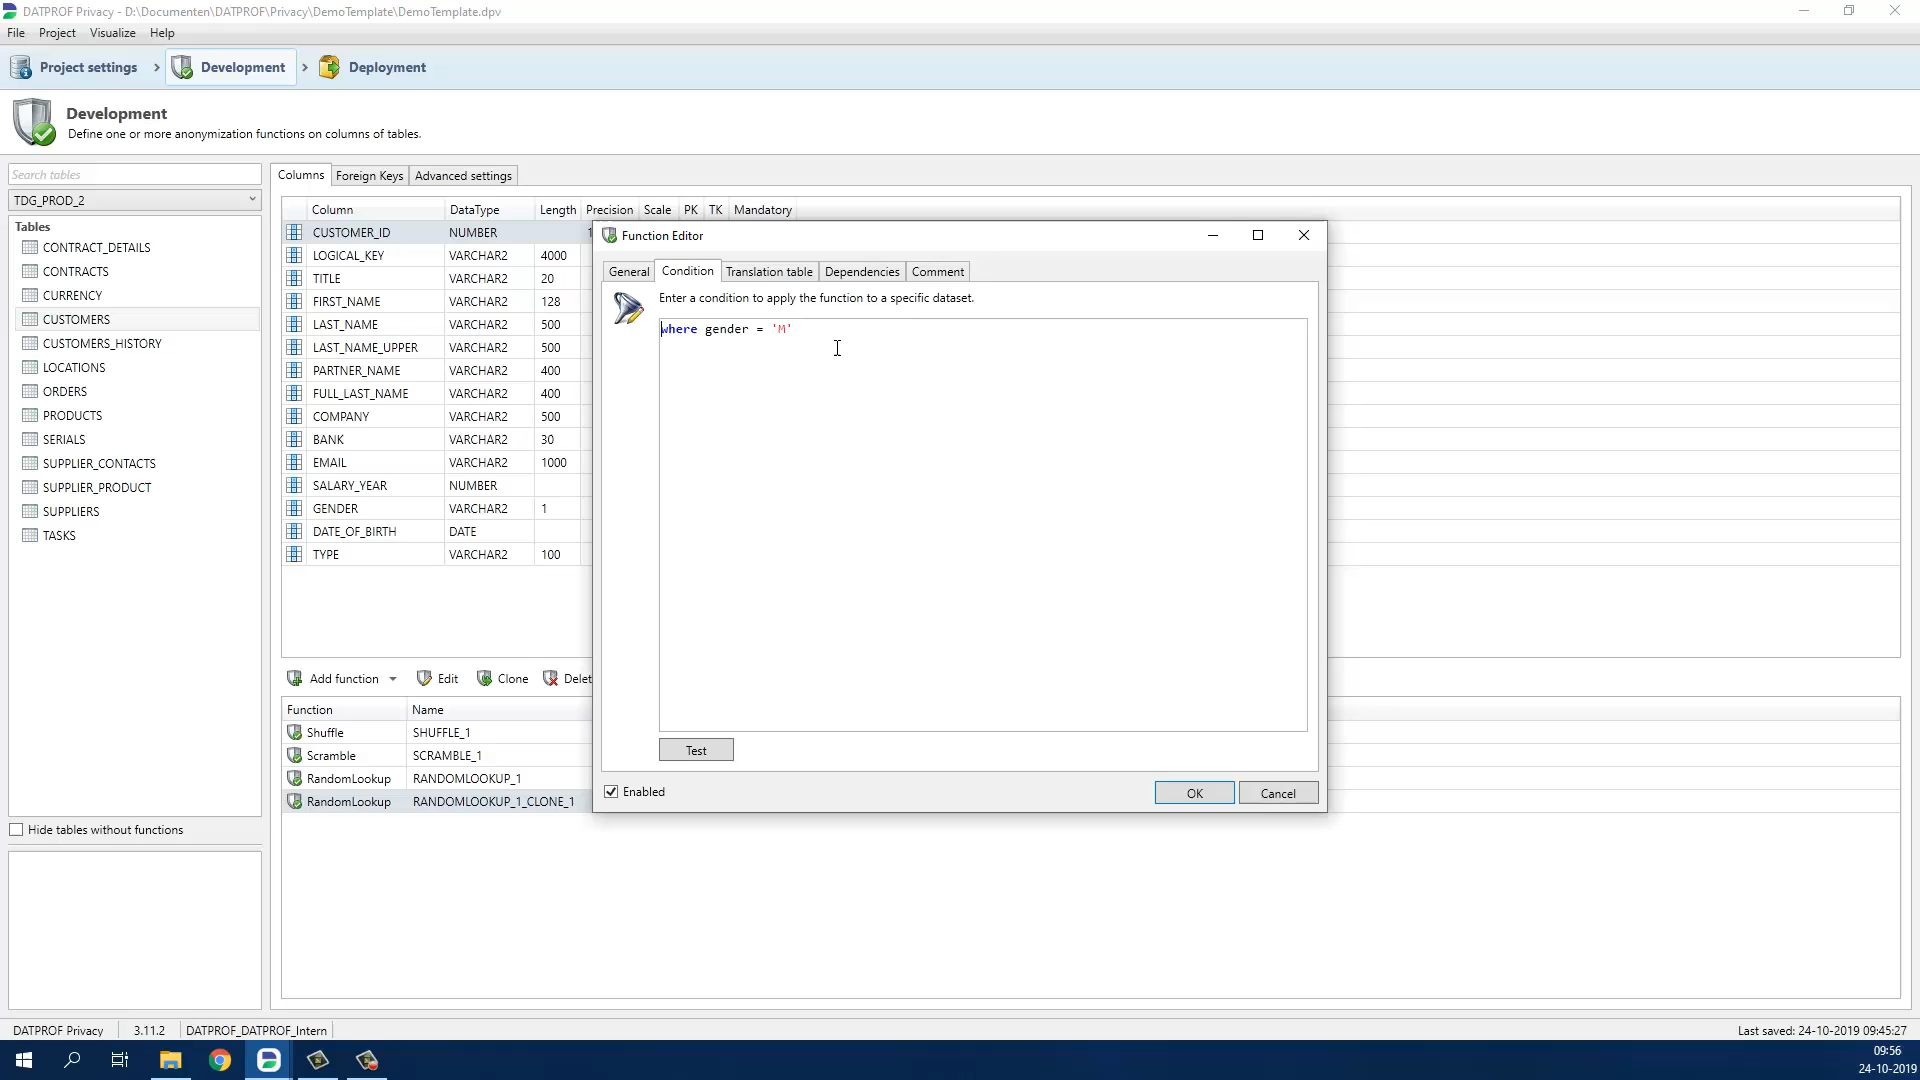 DATPROF Privacy - D:\Documenten\DATPROF\Privacy\DemoTemplate\DemoTemplate.dpv
File Project Visualize Help
Project settings Development Deployment
Development
Define one or more anonymization functions on columns of tables.
Search tables
TDG_PROD_2
Tables
CONTRACT_DETAILS
CONTRACTS
CURRENCY
CUSTOMERS
CUSTOMERS_HISTORY
LOCATIONS
ORDERS
PRODUCTS
SERIALS
SUPPLIER_CONTACTS
SUPPLIER_PRODUCT
SUPPLIERS
TASKS
Hide tables without functions
Columns Foreign Keys Advanced settings
Column DataType Length Precision Scale PK TK Mandatory
CUSTOMER_ID NUMBER 1
LOGICAL_KEY VARCHAR2 4000
TITLE VARCHAR2 20
FIRST_NAME VARCHAR2 128
LAST_NAME VARCHAR2 500
LAST_NAME_UPPER VARCHAR2 500
PARTNER_NAME VARCHAR2 400
FULL_LAST_NAME VARCHAR2 400
COMPANY VARCHAR2 500
BANK VARCHAR2 30
EMAIL VARCHAR2 1000
SALARY_YEAR NUMBER
GENDER VARCHAR2 1
DATE_OF_BIRTH DATE
TYPE VARCHAR2 100
Add function Edit Clone Delet
Function Name
Shuffle SHUFFLE_1
Scramble SCRAMBLE_1
RandomLookup RANDOMLOOKUP_1
RandomLookup RANDOMLOOKUP_1_CLONE_1
Function Editor
General Condition Translation table Dependencies Comment
Enter a condition to apply the function to a specific dataset.
where gender = 'M'
Test
Enabled OK Cancel
DATPROF Privacy 3.11.2 DATPROF_DATPROF_Intern Last saved: 24-10-2019 09:45:27
09:56
24-10-2019